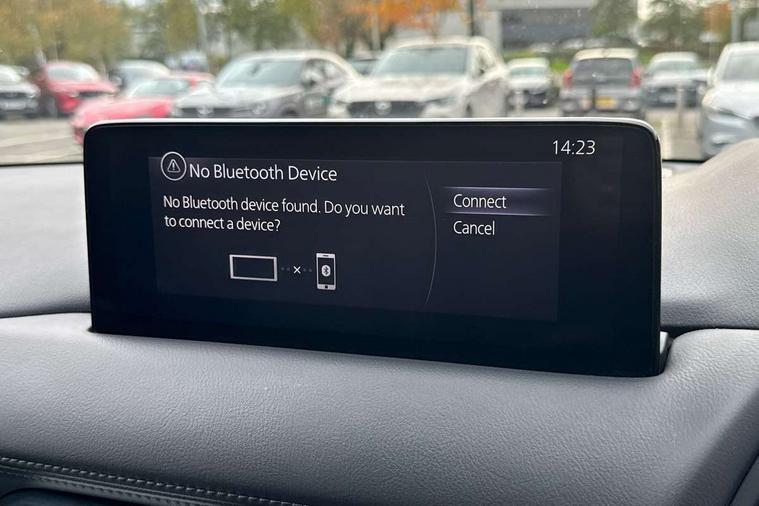 14:23
No Bluetooth Device
No Bluetooth device found. Do you want
to connect a device?
Connect
Cancel